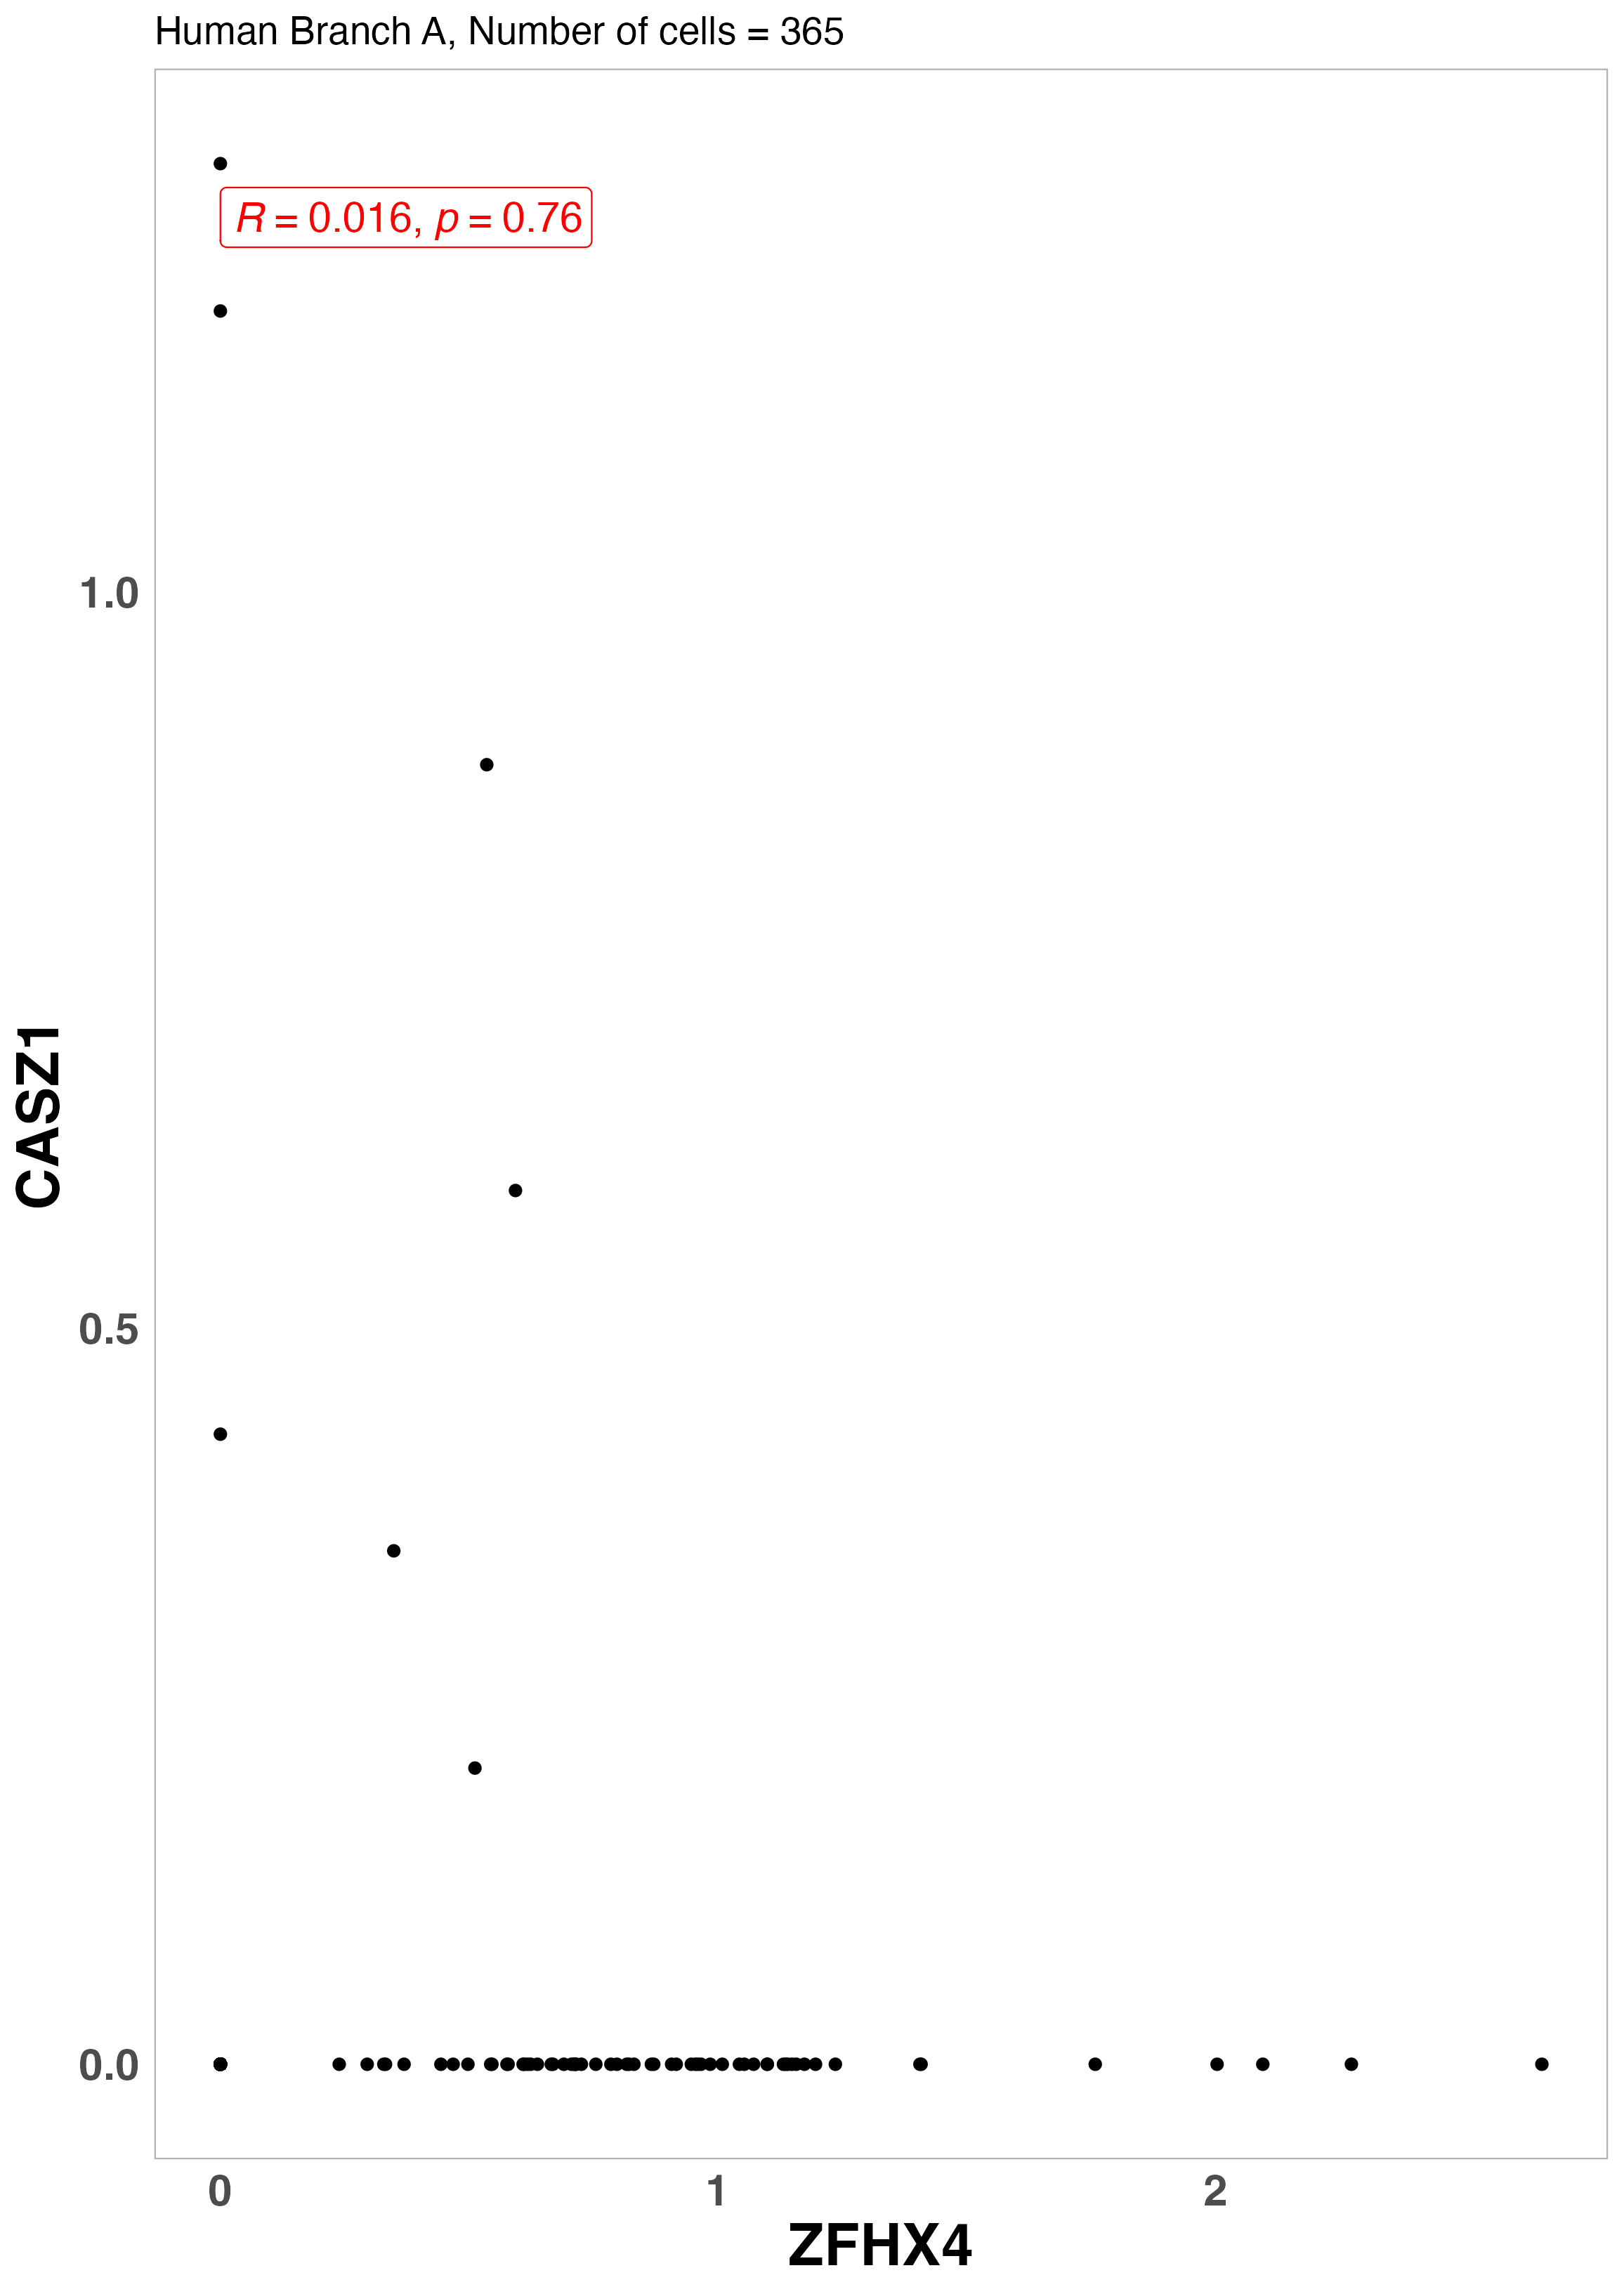 Human Branch A, Number of cells = 365
R = 0.016, p = 0.76
1.0
0.5
0.0
CASZ1
0 1 2
ZFHX4